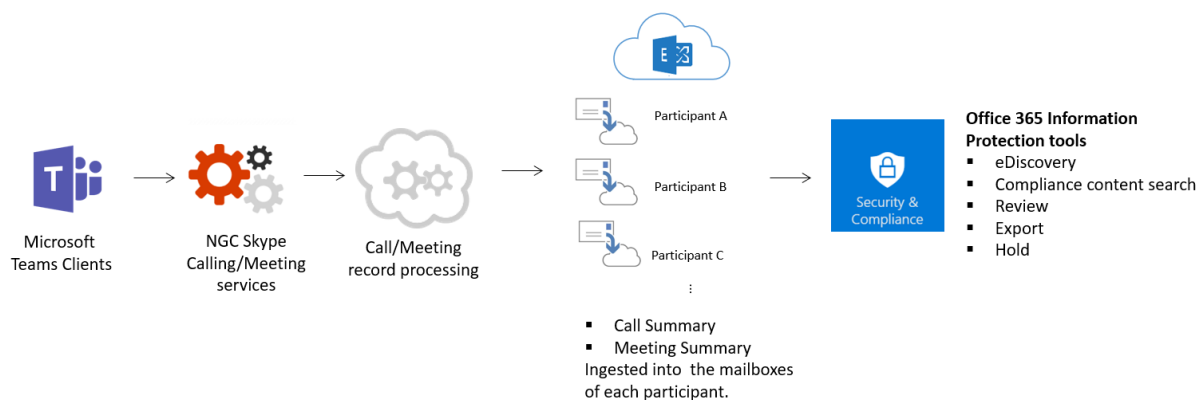 T
Microsoft
Teams Clients
NGC Skype
Calling/Meeting
services
Call/Meeting
record processing
E
Participant A
Participant B
Participant C
...
▪ Call Summary
▪ Meeting Summary
Ingested into the mailboxes
of each participant.
Security &
Compliance
Office 365 Information
Protection tools
▪ eDiscovery
▪ Compliance content search
▪ Review
▪ Export
▪ Hold